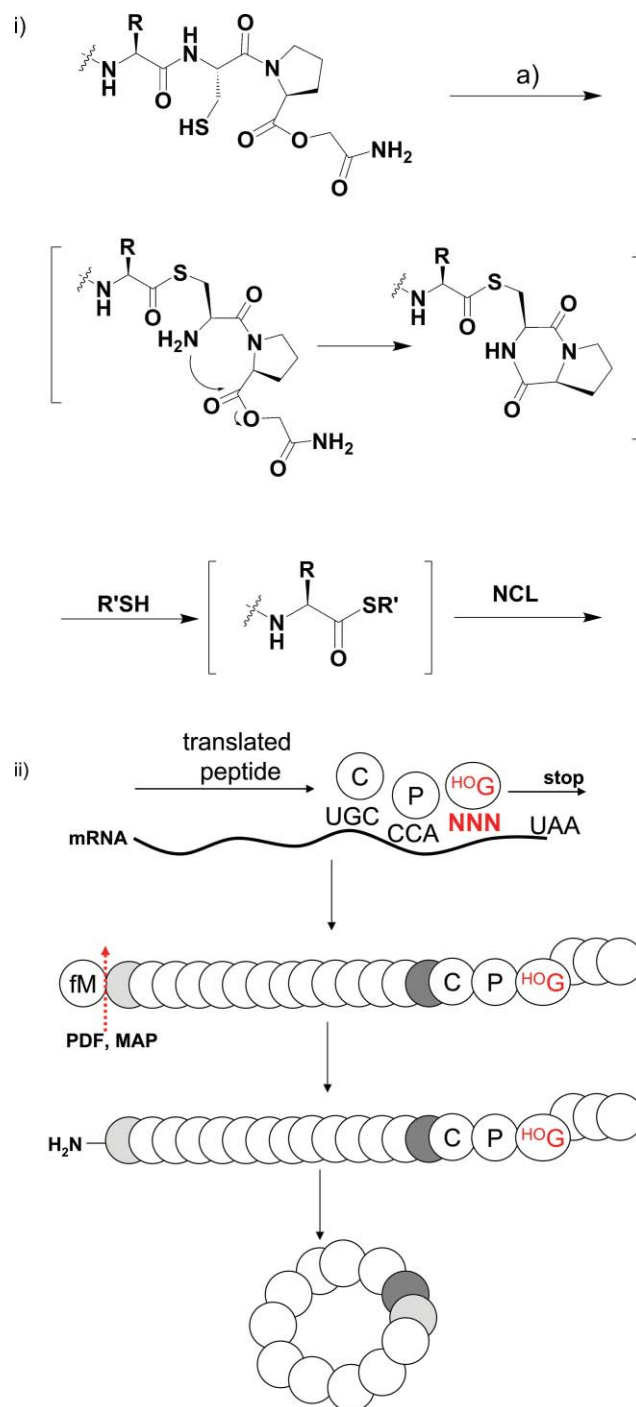 i)
R
H
N
O
N
N
H
O
HS
O
O
NH2
O
a)
R
S
O
N
H
O
H2N
N
O
O
NH2
O
R
S
O
N
H
O
HN
N
O
R'SH
R
N
H
SR'
O
NCL
ii)
translated
peptide
C
P
HOG
stop
UGC
CCA
NNN
UAA
mRNA
fM
C
P
HOG
PDF, MAP
H2N
C
P
HOG